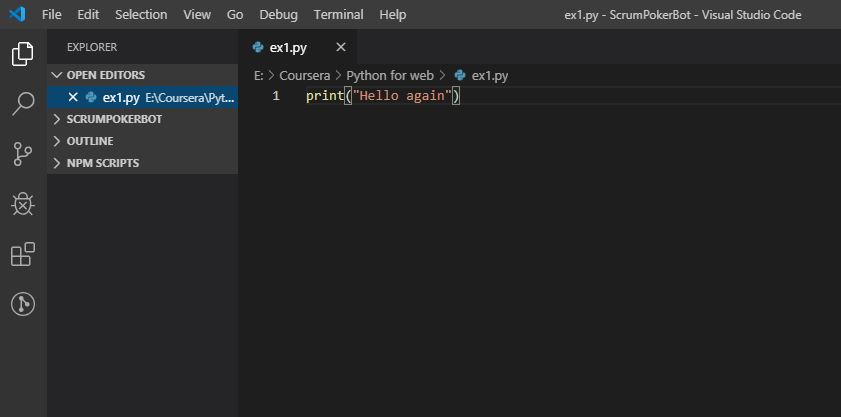 File Edit Selection View Go Debug Terminal Help ex1.py - ScrumPokerBot - Visual Studio Code
EXPLORER
OPEN EDITORS
ex1.py E:\Coursera\Pyt...
SCRUMPOKERBOT
OUTLINE
NPM SCRIPTS
ex1.py
E: > Coursera > Python for web > ex1.py
1 print("Hello again")